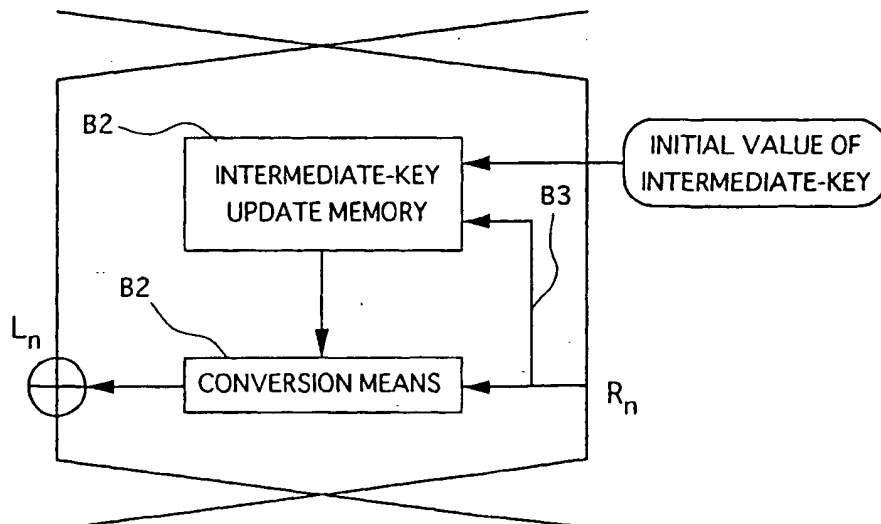 B2
INITIAL VALUE OF
INTERMEDIATE-KEY
INTERMEDIATE-KEY
UPDATE MEMORY
B3
B2
Ln
CONVERSION MEANS
Rn